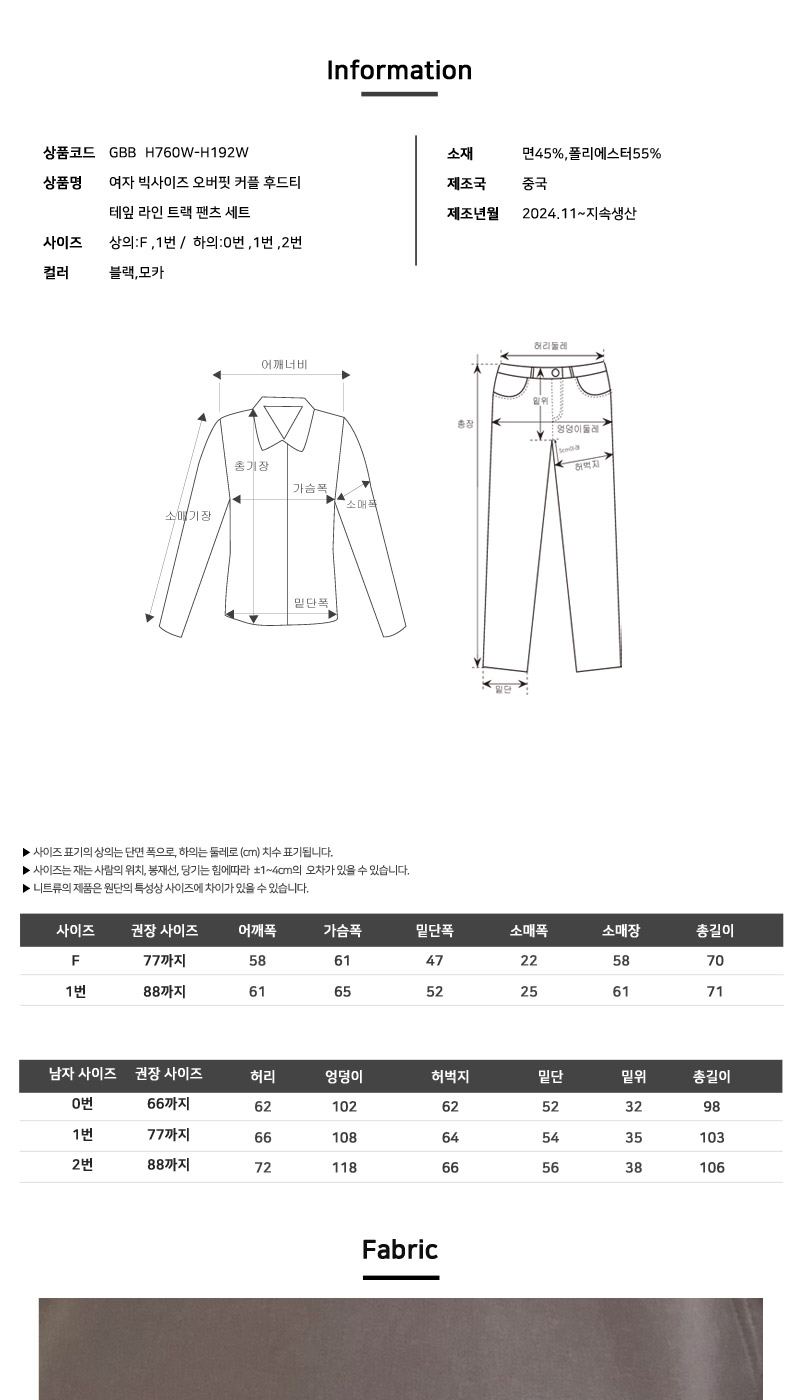 Information
상품코드 GBB H760W-H192W
상품명 여자 빅사이즈 오버핏 커플 후드티
테잎 라인 트랙 팬츠 세트
사이즈 상의:F ,1번 / 하의:0번 ,1번 ,2번
컬러 블랙,모카
소재 면45%,폴리에스터55%
제조국 중국
제조년월 2024.11~지속생산
어깨너비
총기장
가슴폭
소매폭
소매기장
밑단폭
허리둘레
밑위
총장
엉덩이둘레
허벅지
밑단
▶ 사이즈 표기의 상의는 단면 폭으로, 하의는 둘레로 (cm) 치수 표기됩니다.
▶ 사이즈는 재는 사람의 위치, 봉재선, 당기는 힘에따라 ±1~4cm의 오차가 있을 수 있습니다.
▶ 니트류의 제품은 원단의 특성상 사이즈에 차이가 있을 수 있습니다.
사이즈 권장 사이즈 어깨폭 가슴폭 밑단폭 소매폭 소매장 총길이
F 77까지 58 61 47 22 58 70
1번 88까지 61 65 52 25 61 71
남자 사이즈 권장 사이즈 허리 엉덩이 허벅지 밑단 밑위 총길이
0번 66까지 62 102 62 52 32 98
1번 77까지 66 108 64 54 35 103
2번 88까지 72 118 66 56 38 106
Fabric